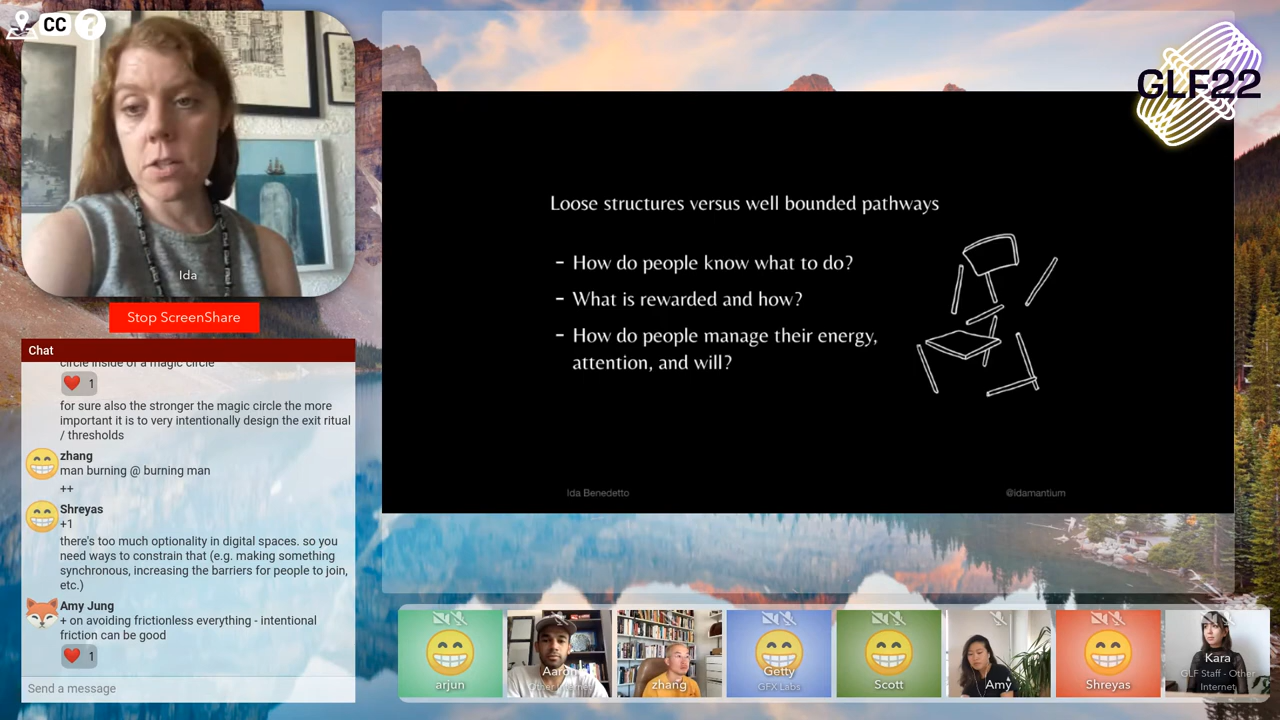 CC
?
Ida
Stop ScreenShare
Chat
circle inside of a magic circle
1
for sure also the stronger the magic circle the more
important it is to very intentionally design the exit ritual
/ thresholds
zhang
man burning @ burning man
++
Shreyas
+1
there's too much optionality in digital spaces. so you
need ways to constrain that (e.g. making something
synchronous, increasing the barriers for people to join,
etc.)
Amy Jung
+ on avoiding frictionless everything - intentional
friction can be good
1
Send a message
GLF22
Loose structures versus well bounded pathways
- How do people know what to do?
- What is rewarded and how?
- How do people manage their energy,
attention, and will?
Ida Benedetto
@idamantium
arjun
Aaron
Other Internet
zhang
Getty
GFX Labs
Scott
Amy
Shreyas
Kara
GLF Staff - Other
Internet